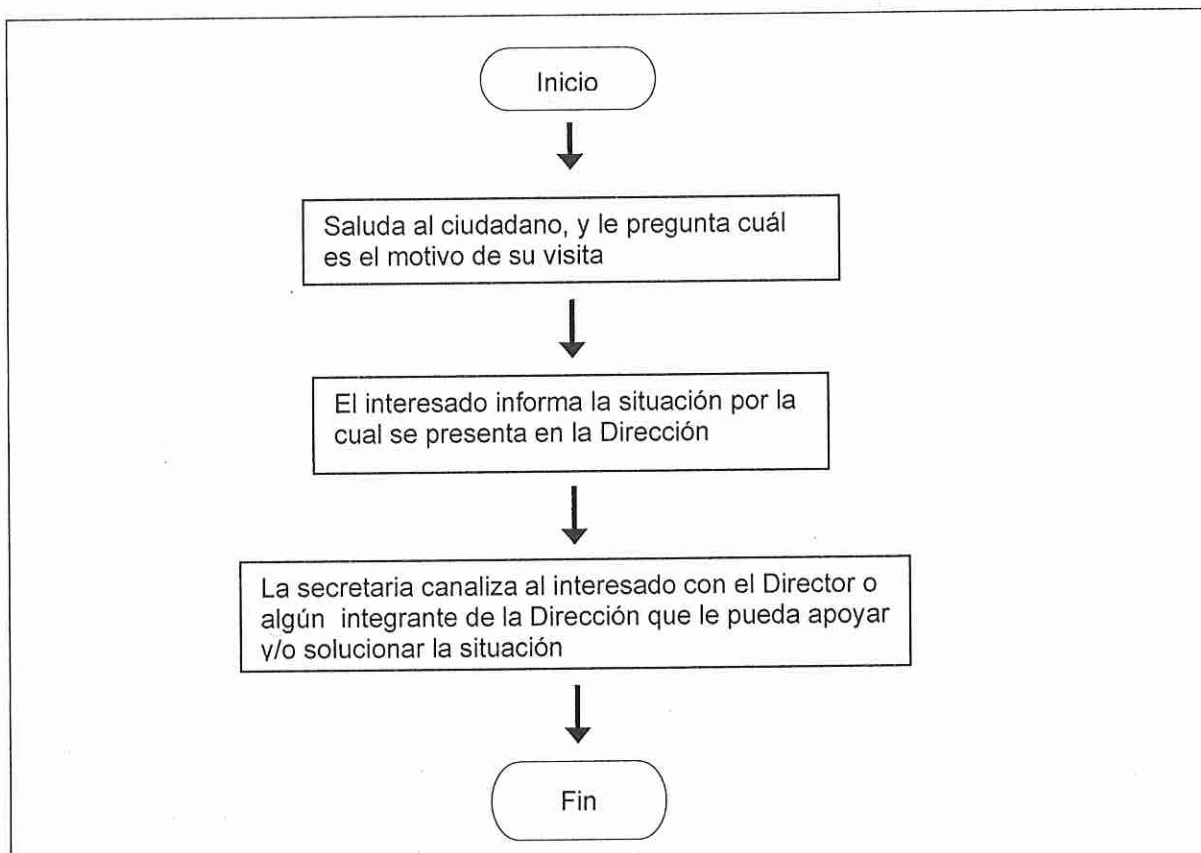 Inicio
Saluda al ciudadano, y le pregunta cuál
es el motivo de su visita
El interesado informa la situación por la
cual se presenta en la Dirección
La secretaria canaliza al interesado con el Director o
algún integrante de la Dirección que le pueda apoyar
y/o solucionar la situación
Fin